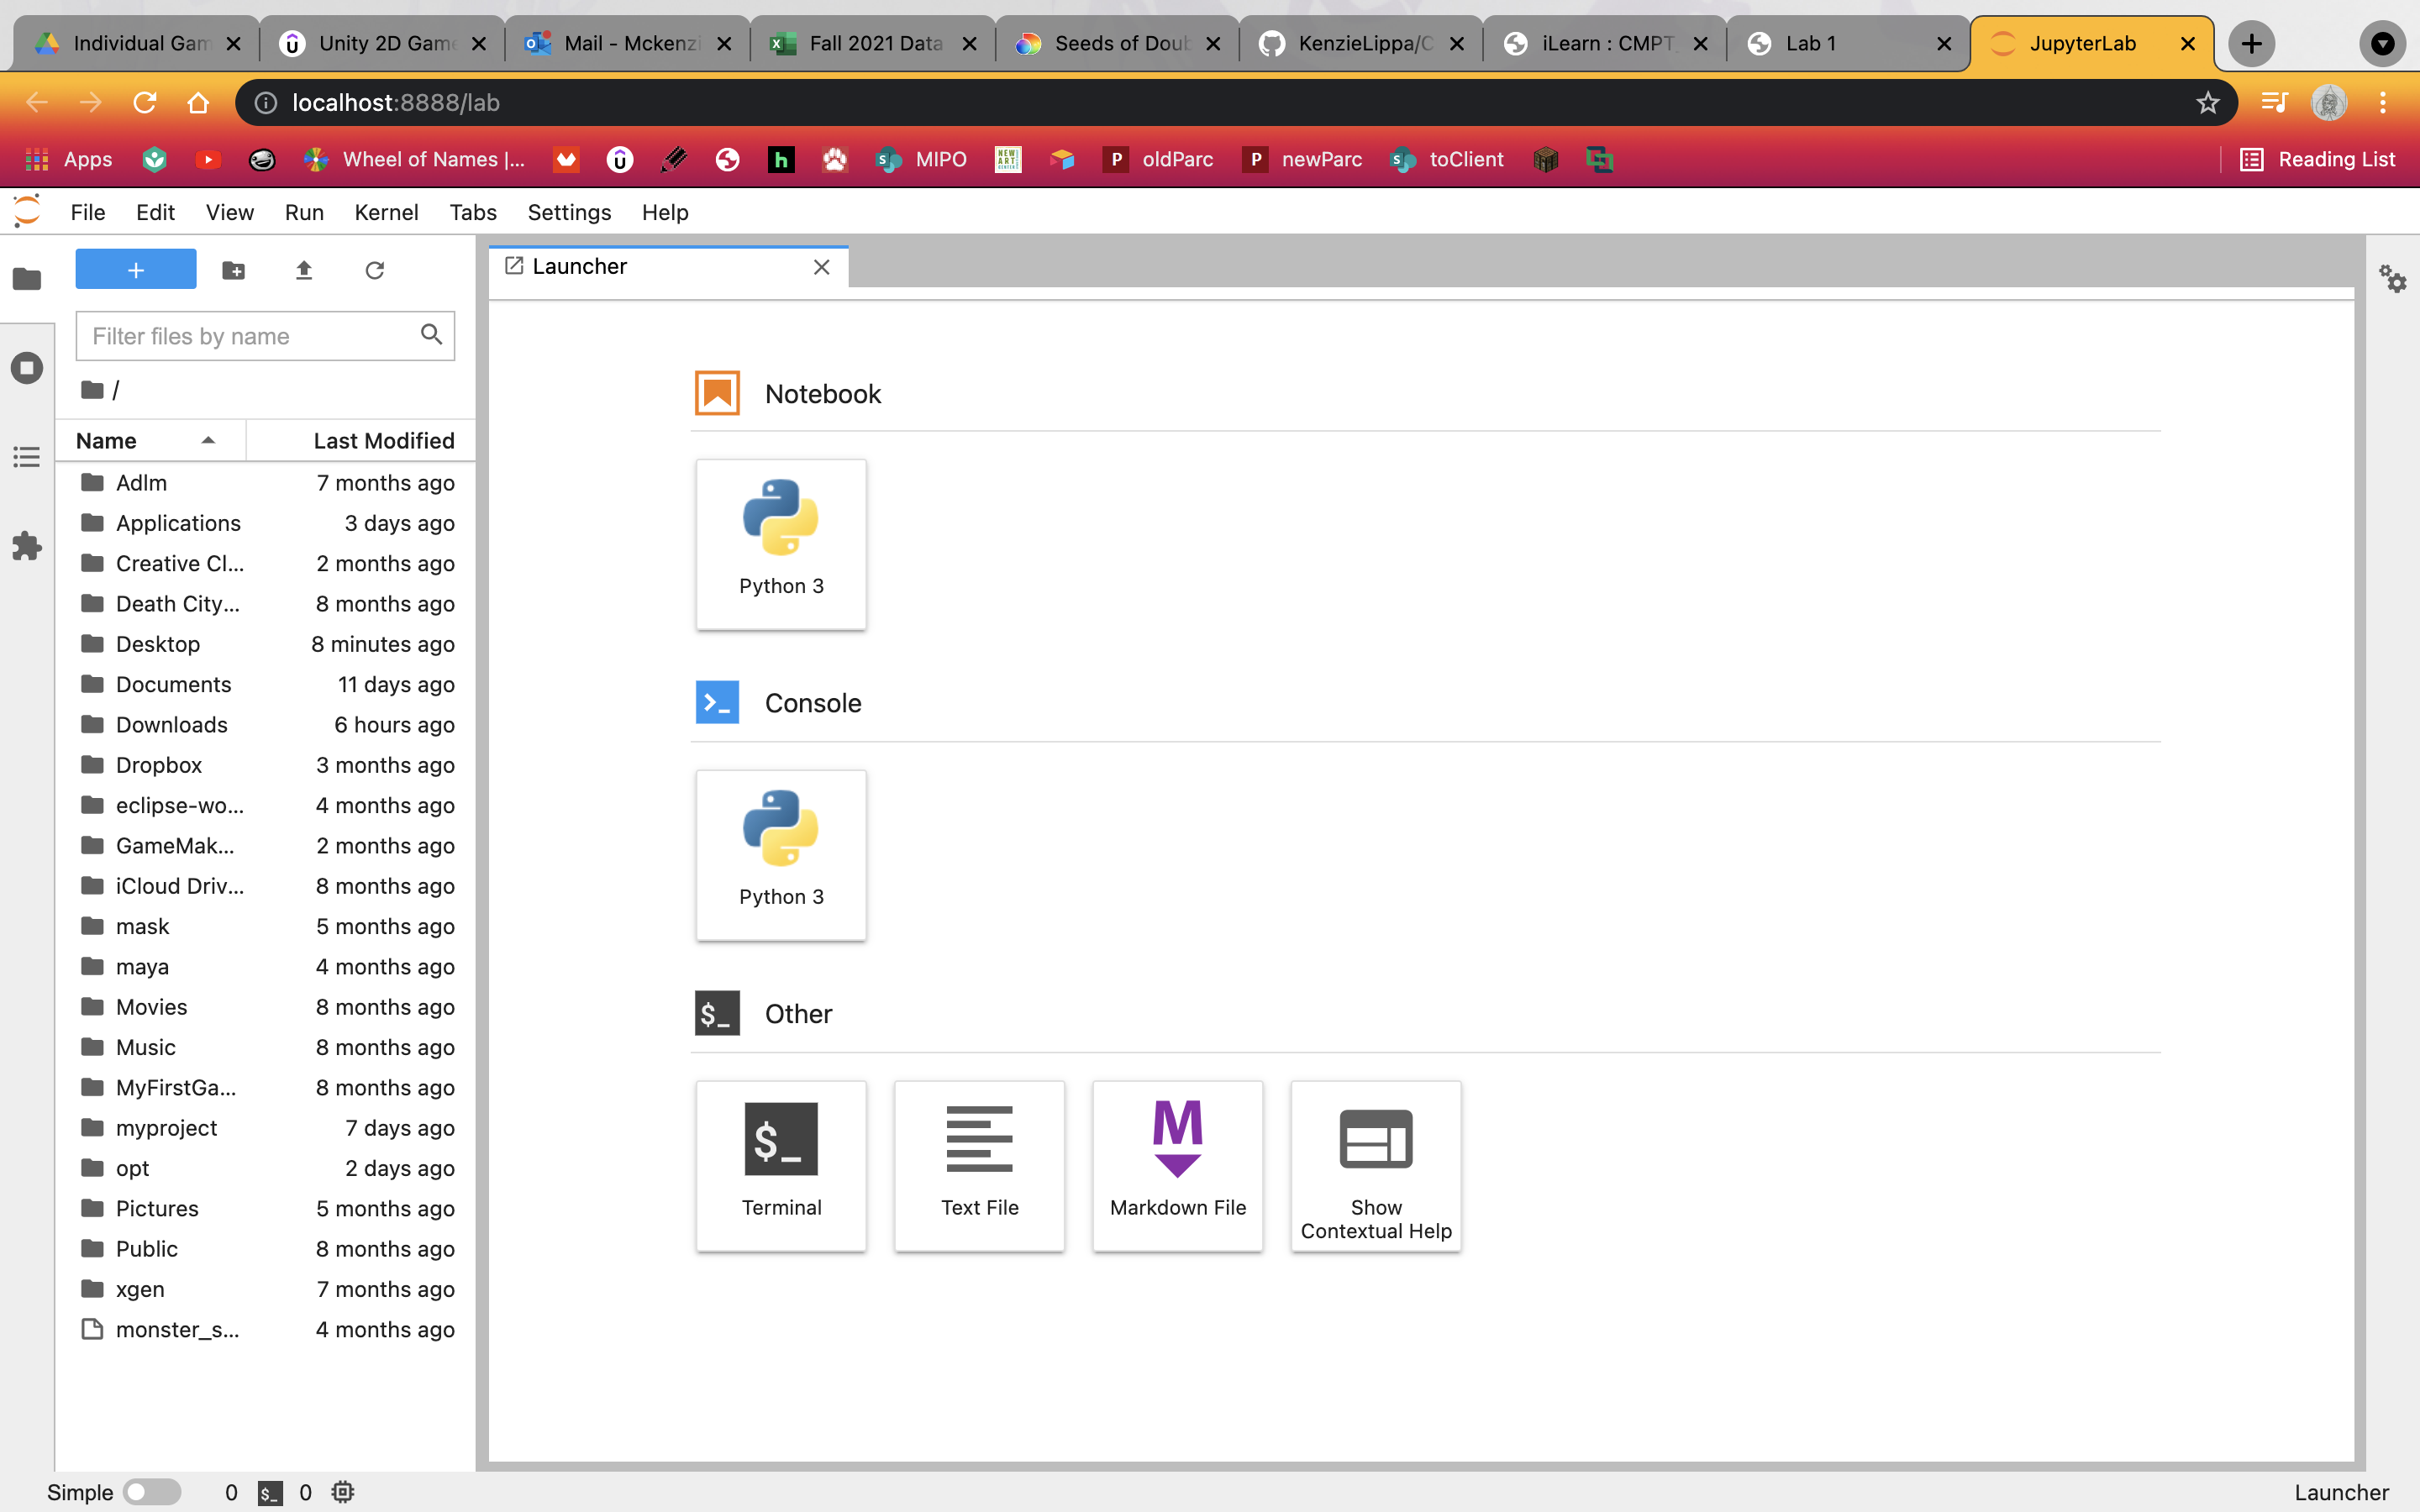 Individual Gam
Unity 2D Game
Mail - Mckenzi
Fall 2021 Data
Seeds of Doub
KenzieLippa/C
iLearn : CMPT
Lab 1
JupyterLab
localhost:8888/lab
Apps
Wheel of Names |...
h
MIPO
NEW ART CENTER
P oldParc
P newParc
toClient
Reading List
File Edit View Run Kernel Tabs Settings Help
+
Launcher
Filter files by name
/
Name Last Modified
Adlm 7 months ago
Applications 3 days ago
Creative Cl... 2 months ago
Death City... 8 months ago
Desktop 8 minutes ago
Documents 11 days ago
Downloads 6 hours ago
Dropbox 3 months ago
eclipse-wo... 4 months ago
GameMak... 2 months ago
iCloud Driv... 8 months ago
mask 5 months ago
maya 4 months ago
Movies 8 months ago
Music 8 months ago
MyFirstGa... 8 months ago
myproject 7 days ago
opt 2 days ago
Pictures 5 months ago
Public 8 months ago
xgen 7 months ago
monster_s... 4 months ago
Notebook
Python 3
Console
Python 3
$_ Other
$_
Terminal
Text File
M
Markdown File
Show
Contextual Help
Simple 0 $_ 0
Launcher